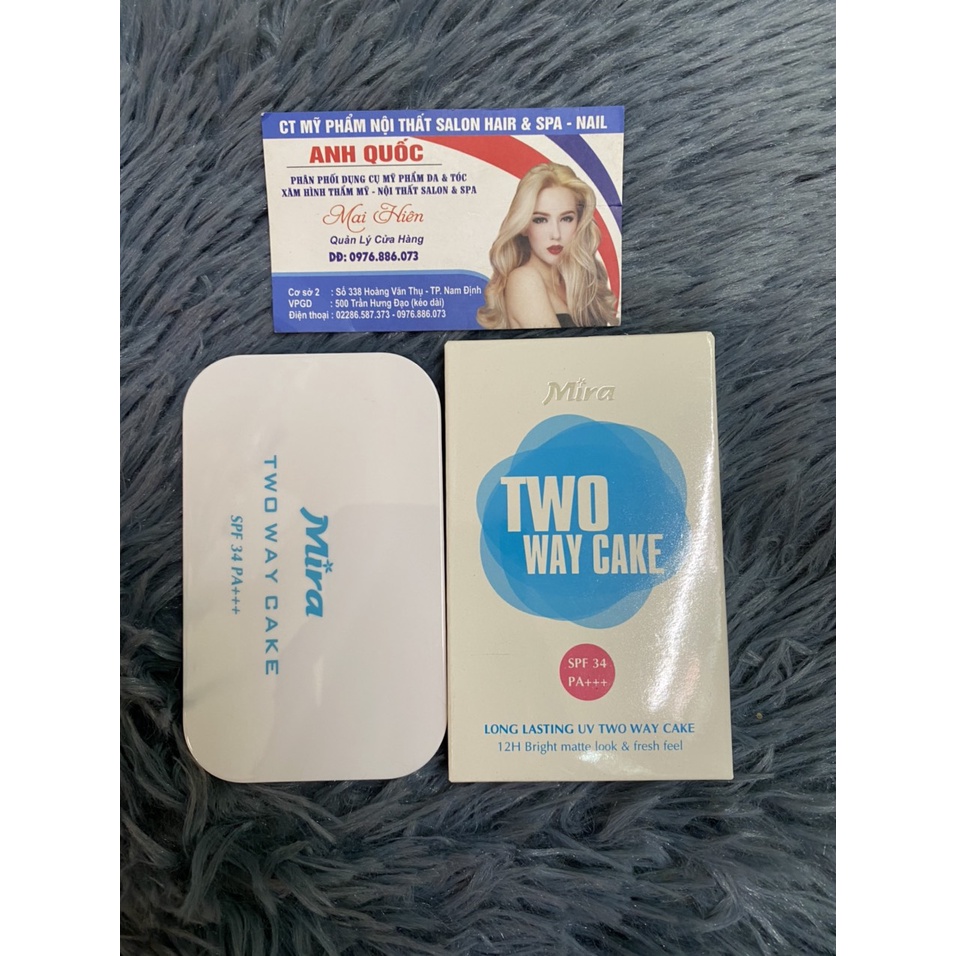 CT MỸ PHẨM NỘI THẤT SALON HAIR & SPA - NAIL
ANH QUỐC
PHÂN PHỐI DỤNG CỤ MỸ PHẨM DA & TÓC
XĂM HÌNH THẨM MỸ - NỘI THẤT SALON & SPA
Mai Hiên
Quản Lý Cửa Hàng
DĐ: 0976.886.073
Cơ sở 2 : Số 338 Hoàng Văn Thụ - TP. Nam Định
VPGD : 500 Trần Hưng Đạo (kéo dài)
Điện thoại : 02286.587.373 - 0976.886.073
Mira
TWO WAY CAKE
SPF 34 PA+++
Mira
TWO
WAY CAKE
SPF 34
PA+++
LONG LASTING UV TWO WAY CAKE
12H Bright matte look & fresh feel